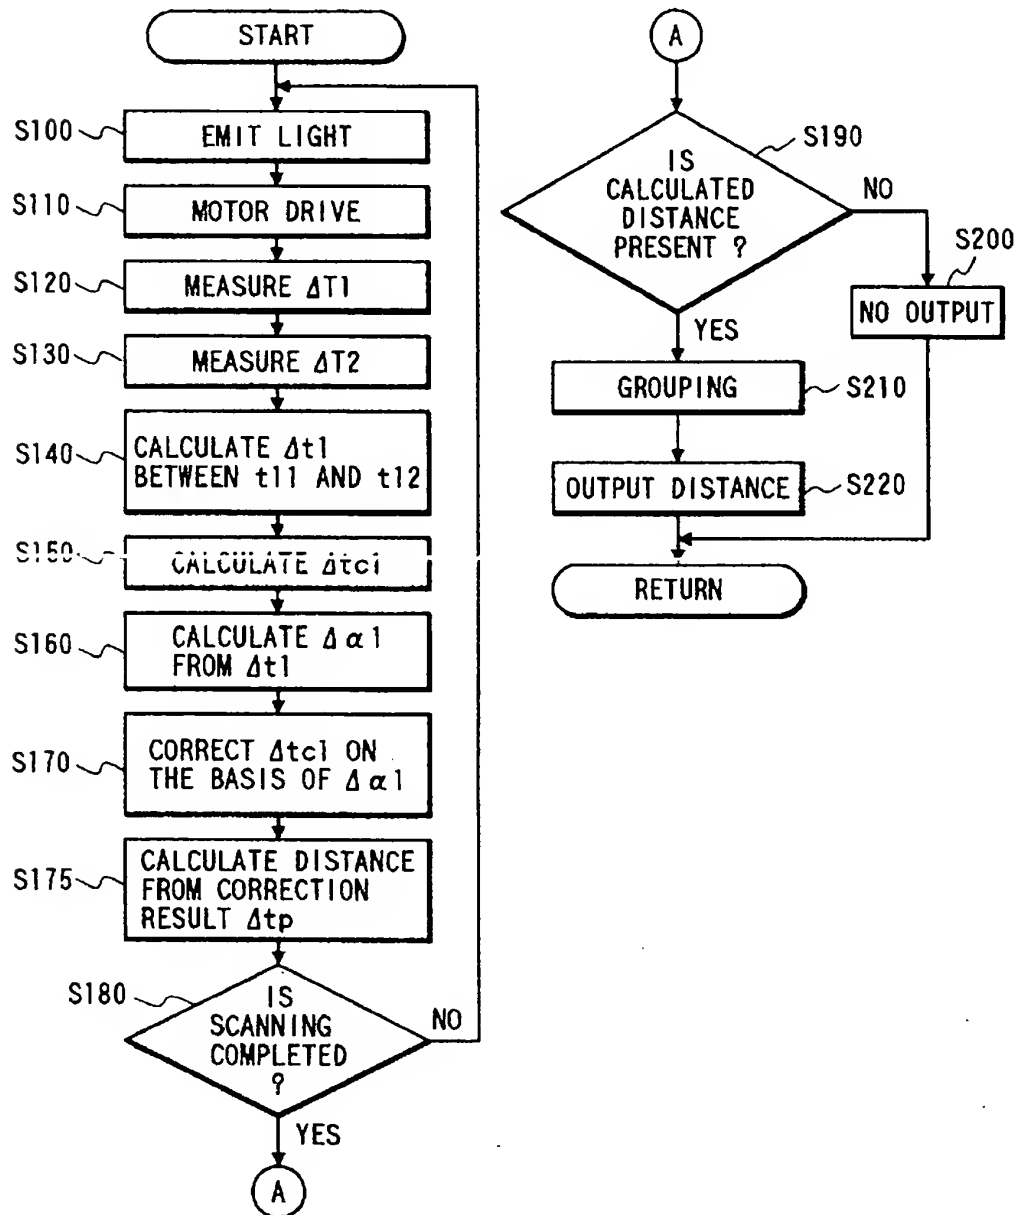 START
S100
EMIT LIGHT
S110
MOTOR DRIVE
S120
MEASURE ΔT1
S130
MEASURE ΔT2
S140
CALCULATE Δt1
BETWEEN t11 AND t12
S150
CALCULATE Δtc1
S160
CALCULATE Δα1
FROM Δt1
S170
CORRECT Δtc1 ON
THE BASIS OF Δα1
S175
CALCULATE DISTANCE
FROM CORRECTION
RESULT Δtp
S180
IS
SCANNING
COMPLETED
?
NO
YES
A
A
S190
IS
CALCULATED
DISTANCE
PRESENT ?
NO
S200
NO OUTPUT
YES
GROUPING
S210
OUTPUT DISTANCE
S220
RETURN